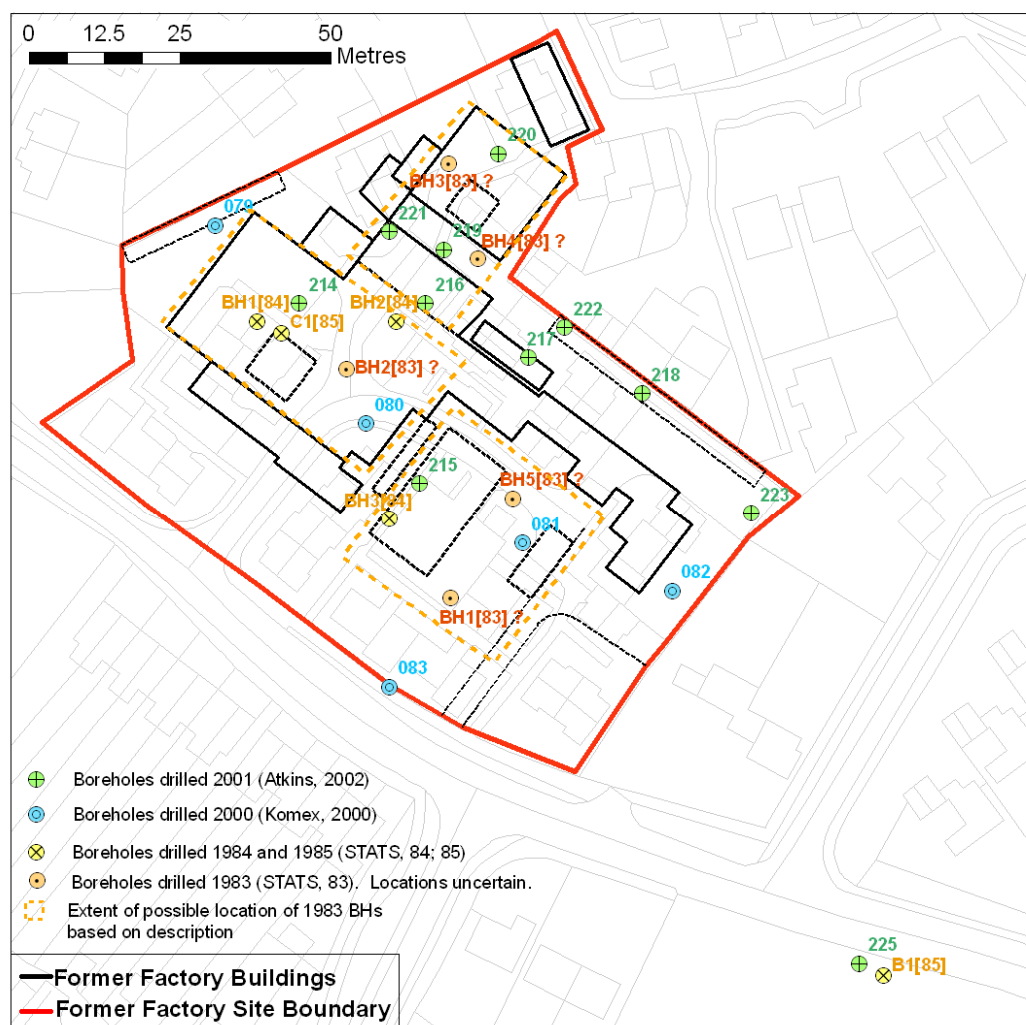 0 12.5 25 50
Metres
220
BH3[83] ?
079
221
219
BH4[83] ?
214
216
BH1[84]
BH2[84]
C1[85]
222
217
BH2[83] ?
218
080
215
BH5[83] ?
BH3[84]
223
081
082
BH1[83] ?
083
Boreholes drilled 2001 (Atkins, 2002)
Boreholes drilled 2000 (Komex, 2000)
Boreholes drilled 1984 and 1985 (STATS, 84; 85)
Boreholes drilled 1983 (STATS, 83). Locations uncertain.
Extent of possible location of 1983 BHs
based on description
225
B1[85]
Former Factory Buildings
Former Factory Site Boundary